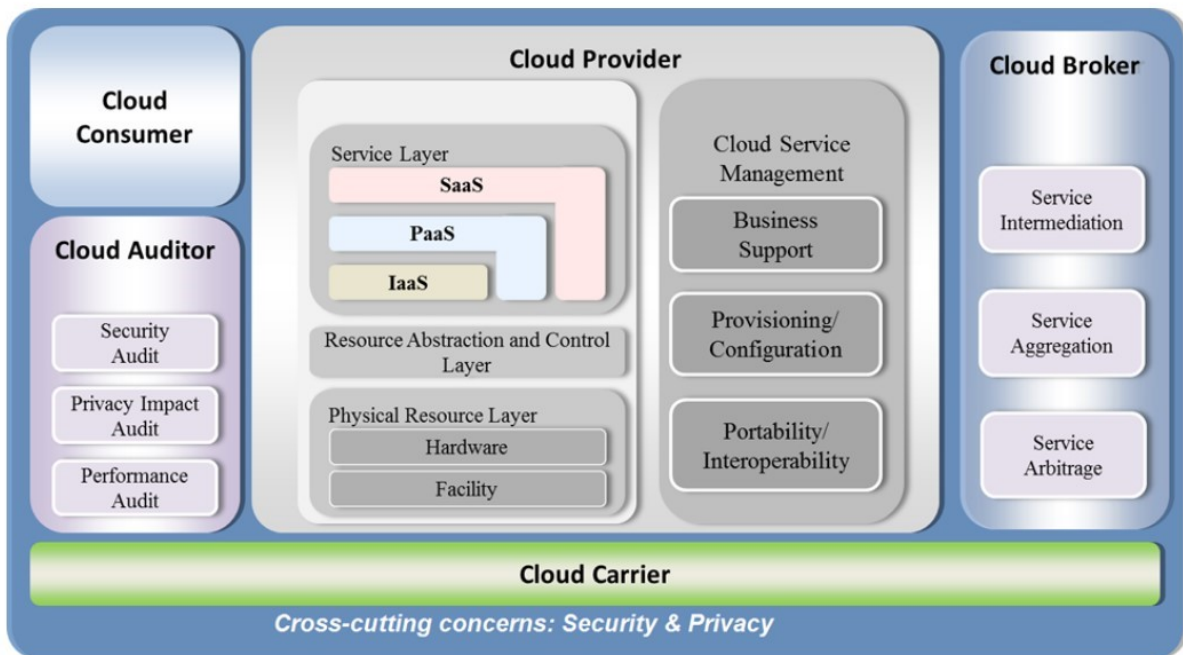 Cloud
Consumer
Cloud Auditor
Security
Audit
Privacy Impact
Audit
Performance
Audit
Cloud Provider
Service Layer
SaaS
PaaS
IaaS
Resource Abstraction and Control
Layer
Physical Resource Layer
Hardware
Facility
Cloud Service
Management
Business
Support
Provisioning/
Configuration
Portability/
Interoperability
Cloud Broker
Service
Intermediation
Service
Aggregation
Service
Arbitrage
Cloud Carrier
Cross-cutting concerns: Security & Privacy